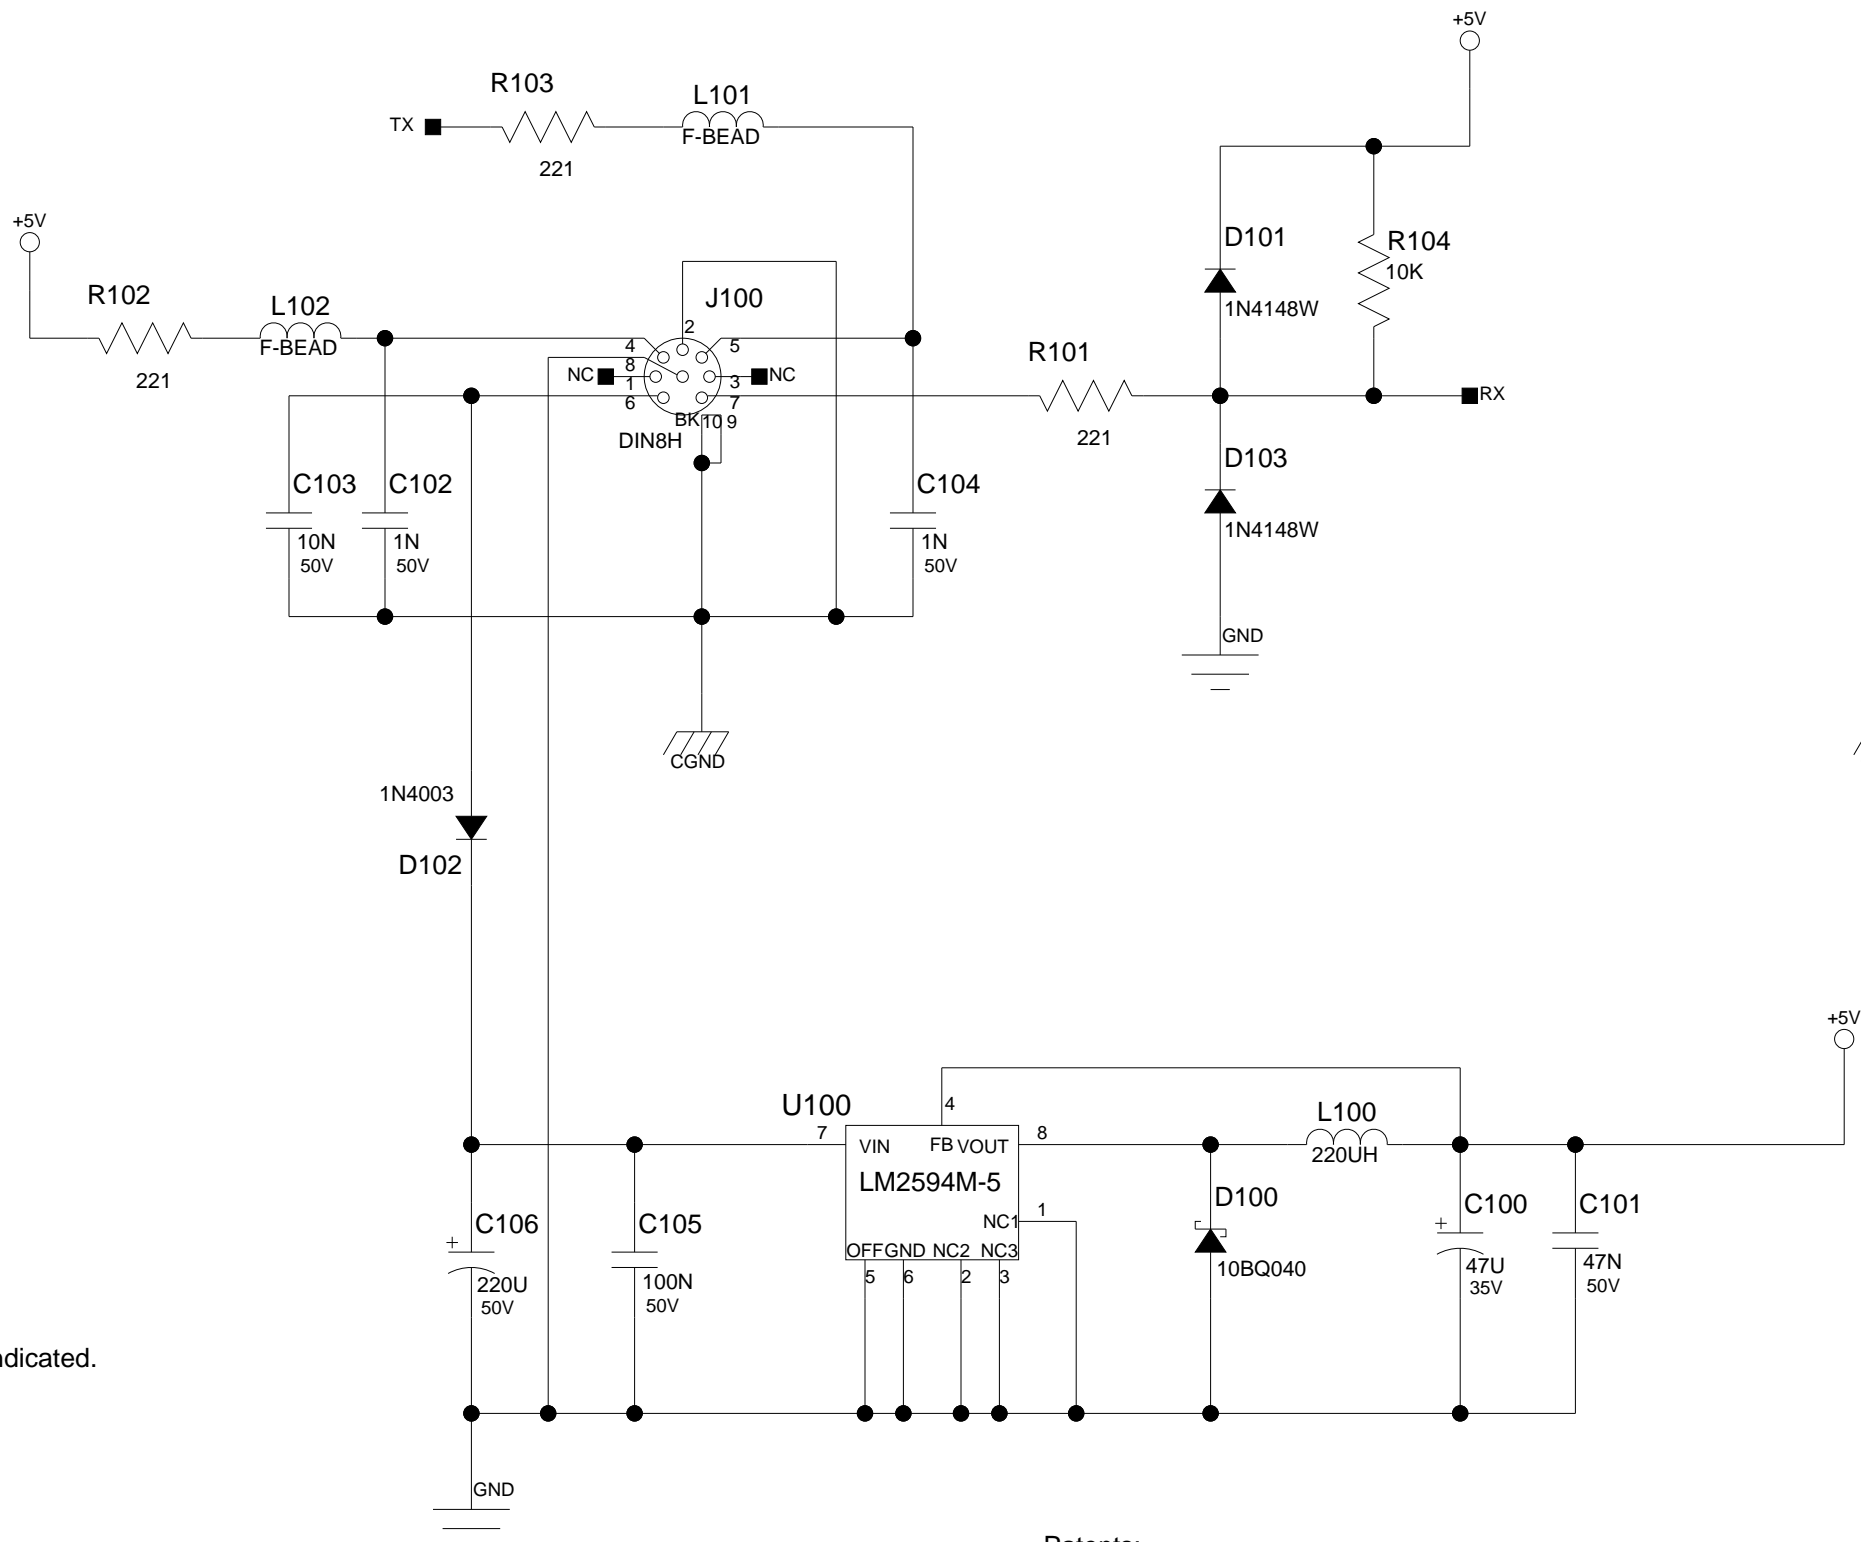 +5V
R103
L101
TX
F-BEAD
221
+5V
D101
R104
10K
R102
L102
J100
1N4148W
F-BEAD
2
4
5
221
R101
8
NC
NC
1
3
6
7
RX
BK
10
9
DIN8H
221
D103
C103
C102
C104
1N4148W
10N
1N
1N
50V
50V
50V
GND
CGND
1N4003
D102
+5V
U100
4
L100
7
8
VIN
FB
VOUT
220UH
LM2594M-5
D100
C100
C101
1
C106
C105
NC1
+
+
OFF
GND
NC2
NC3
10BQ040
47U
47N
5
6
2
3
220U
100N
35V
50V
50V
50V
ndicated.
GND